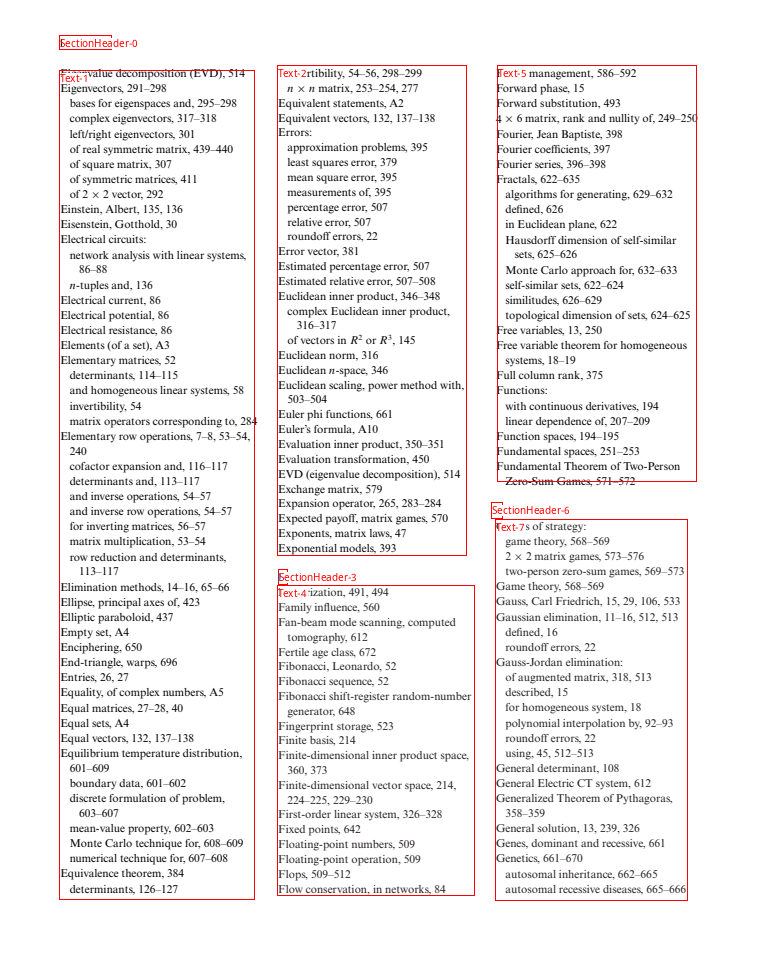 SectionHeader-0
Text-1
value decomposition (EVD), 514
Eigenvectors, 291–298
bases for eigenspaces and, 295–298
complex eigenvectors, 317–318
left/right eigenvectors, 301
of real symmetric matrix, 439–440
of square matrix, 307
of symmetric matrices, 411
of 2 × 2 vector, 292
Einstein, Albert, 135, 136
Eisenstein, Gotthold, 30
Electrical circuits:
network analysis with linear systems,
86–88
n-tuples and, 136
Electrical current, 86
Electrical potential, 86
Electrical resistance, 86
Elements (of a set), A3
Elementary matrices, 52
determinants, 114–115
and homogeneous linear systems, 58
invertibility, 54
matrix operators corresponding to, 284
Elementary row operations, 7–8, 53–54,
240
cofactor expansion and, 116–117
determinants and, 113–117
and inverse operations, 54–57
and inverse row operations, 54–57
for inverting matrices, 56–57
matrix multiplication, 53–54
row reduction and determinants,
113–117
Elimination methods, 14–16, 65–66
Ellipse, principal axes of, 423
Elliptic paraboloid, 437
Empty set, A4
Enciphering, 650
End-triangle, warps, 696
Entries, 26, 27
Equality, of complex numbers, A5
Equal matrices, 27–28, 40
Equal sets, A4
Equal vectors, 132, 137–138
Equilibrium temperature distribution,
601–609
boundary data, 601–602
discrete formulation of problem,
603–607
mean-value property, 602–603
Monte Carlo technique for, 608–609
numerical technique for, 607–608
Equivalence theorem, 384
determinants, 126–127
Text-2
rtibility, 54–56, 298–299
n × n matrix, 253–254, 277
Equivalent statements, A2
Equivalent vectors, 132, 137–138
Errors:
approximation problems, 395
least squares error, 379
mean square error, 395
measurements of, 395
percentage error, 507
relative error, 507
roundoff errors, 22
Error vector, 381
Estimated percentage error, 507
Estimated relative error, 507–508
Euclidean inner product, 346–348
complex Euclidean inner product,
316–317
of vectors in R² or R³, 145
Euclidean norm, 316
Euclidean n-space, 346
Euclidean scaling, power method with,
503–504
Euler phi functions, 661
Euler's formula, A10
Evaluation inner product, 350–351
Evaluation transformation, 450
EVD (eigenvalue decomposition), 514
Exchange matrix, 579
Expansion operator, 265, 283–284
Expected payoff, matrix games, 570
Exponents, matrix laws, 47
Exponential models, 393
SectionHeader-3
Text-4
ization, 491, 494
Family influence, 560
Fan-beam mode scanning, computed
tomography, 612
Fertile age class, 672
Fibonacci, Leonardo, 52
Fibonacci sequence, 52
Fibonacci shift-register random-number
generator, 648
Fingerprint storage, 523
Finite basis, 214
Finite-dimensional inner product space,
360, 373
Finite-dimensional vector space, 214,
224–225, 229–230
First-order linear system, 326–328
Fixed points, 642
Floating-point numbers, 509
Floating-point operation, 509
Flops, 509–512
Flow conservation, in networks, 84
Text-5
management, 586–592
Forward phase, 15
Forward substitution, 493
4 × 6 matrix, rank and nullity of, 249–250
Fourier, Jean Baptiste, 398
Fourier coefficients, 397
Fourier series, 396–398
Fractals, 622–635
algorithms for generating, 629–632
defined, 626
in Euclidean plane, 622
Hausdorff dimension of self-similar
sets, 625–626
Monte Carlo approach for, 632–633
self-similar sets, 622–624
similitudes, 626–629
topological dimension of sets, 624–625
Free variables, 13, 250
Free variable theorem for homogeneous
systems, 18–19
Full column rank, 375
Functions:
with continuous derivatives, 194
linear dependence of, 207–209
Function spaces, 194–195
Fundamental spaces, 251–253
Fundamental Theorem of Two-Person
Zero-Sum Games, 571–572
SectionHeader-6
Text-7
s of strategy:
game theory, 568–569
2 × 2 matrix games, 573–576
two-person zero-sum games, 569–573
Game theory, 568–569
Gauss, Carl Friedrich, 15, 29, 106, 533
Gaussian elimination, 11–16, 512, 513
defined, 16
roundoff errors, 22
Gauss-Jordan elimination:
of augmented matrix, 318, 513
described, 15
for homogeneous system, 18
polynomial interpolation by, 92–93
roundoff errors, 22
using, 45, 512–513
General determinant, 108
General Electric CT system, 612
Generalized Theorem of Pythagoras,
358–359
General solution, 13, 239, 326
Genes, dominant and recessive, 661
Genetics, 661–670
autosomal inheritance, 662–665
autosomal recessive diseases, 665–666